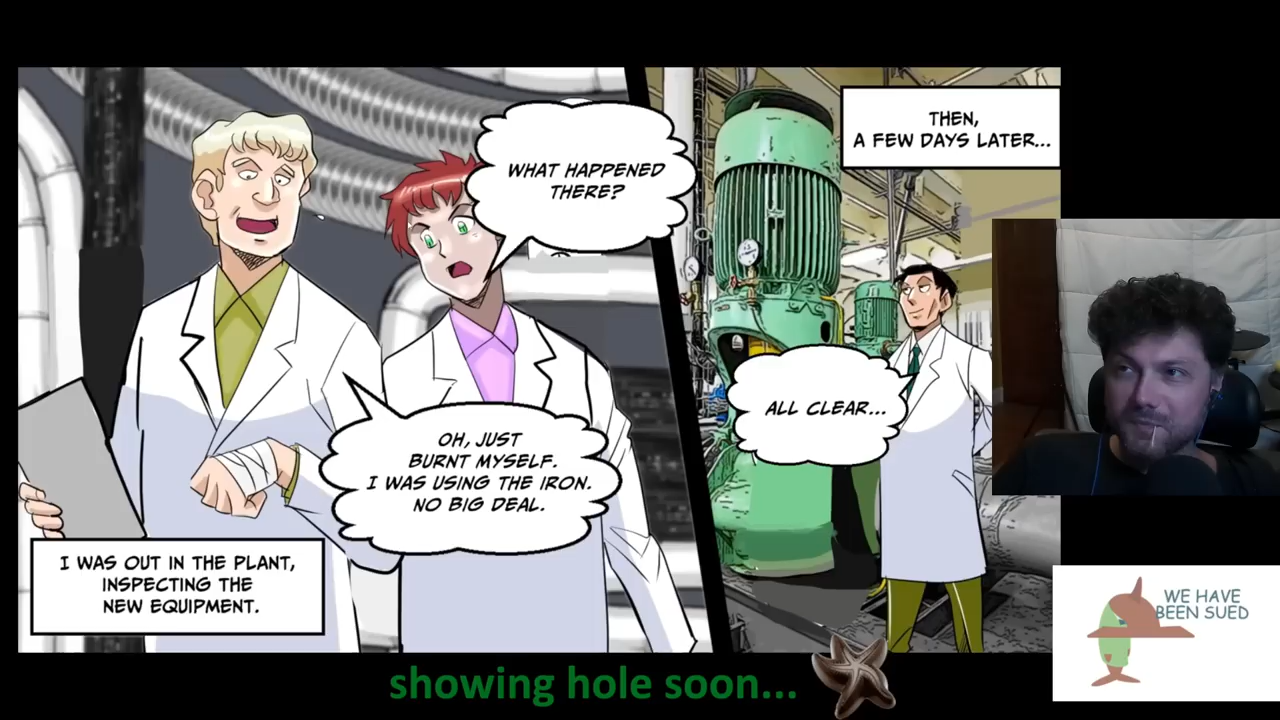 WHAT HAPPENED
THERE?
OH, JUST
BURNT MYSELF.
I WAS USING THE IRON.
NO BIG DEAL.
I WAS OUT IN THE PLANT,
INSPECTING THE
NEW EQUIPMENT.
THEN,
A FEW DAYS LATER...
ALL CLEAR...
WE HAVE
BEEN SUED
showing hole soon...